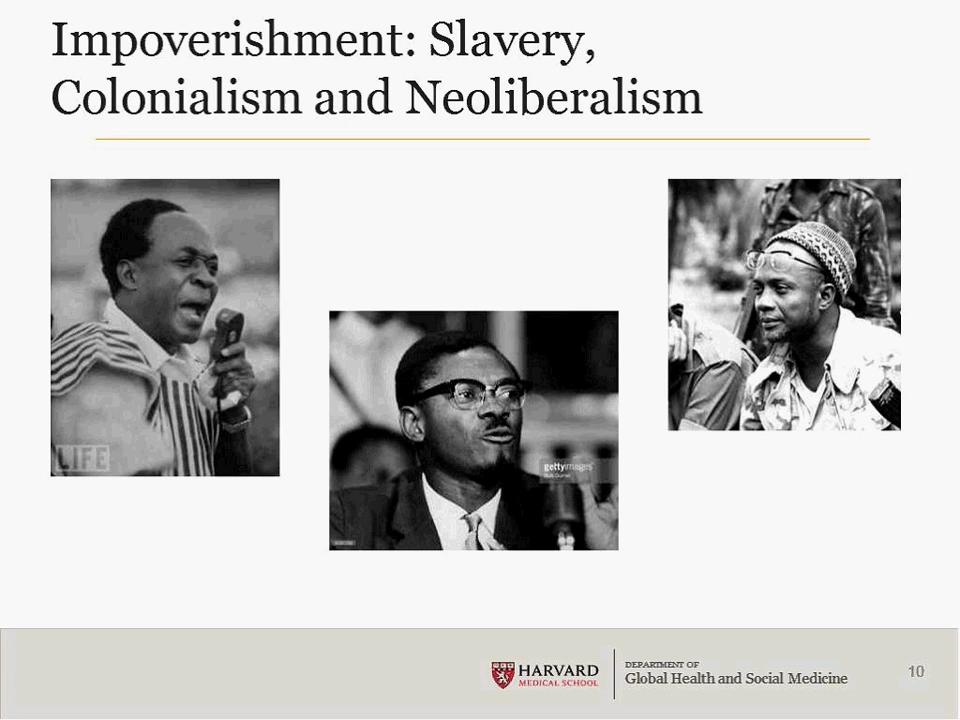 Impoverishment: Slavery,
Colonialism and Neoliberalism
LIFE
gettyimages
HARVARD
MEDICAL SCHOOL
DEPARTMENT OF
Global Health and Social Medicine
10